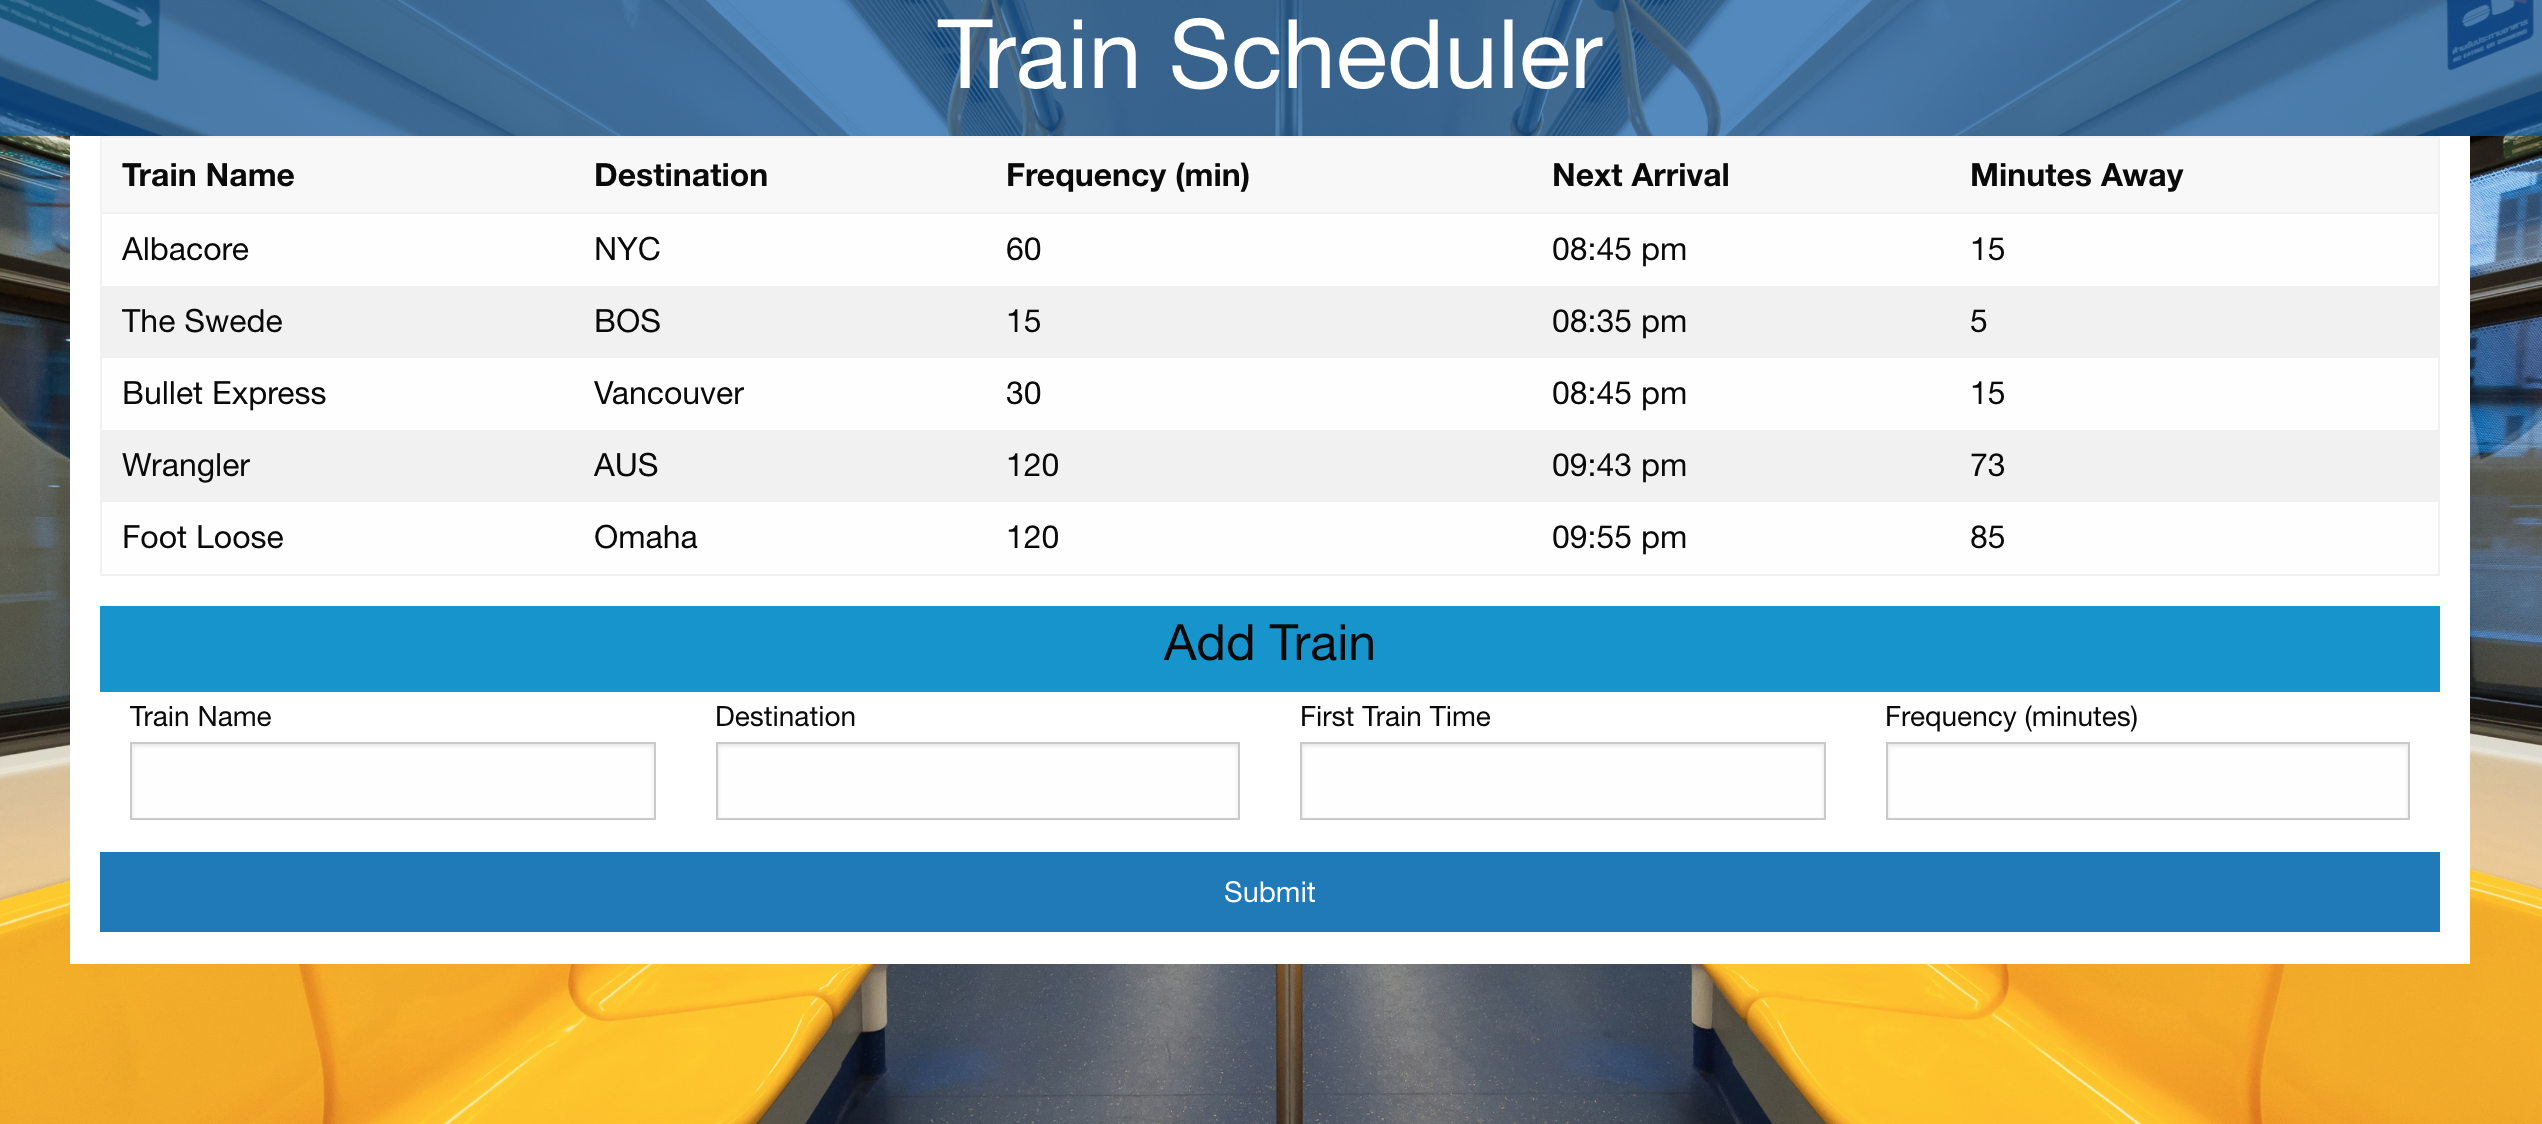 Train Scheduler
Train Name Destination Frequency (min) Next Arrival Minutes Away
Albacore NYC 60 08:45 pm 15
The Swede BOS 15 08:35 pm 5
Bullet Express Vancouver 30 08:45 pm 15
Wrangler AUS 120 09:43 pm 73
Foot Loose Omaha 120 09:55 pm 85
Add Train
Train Name Destination First Train Time Frequency (minutes)
Submit